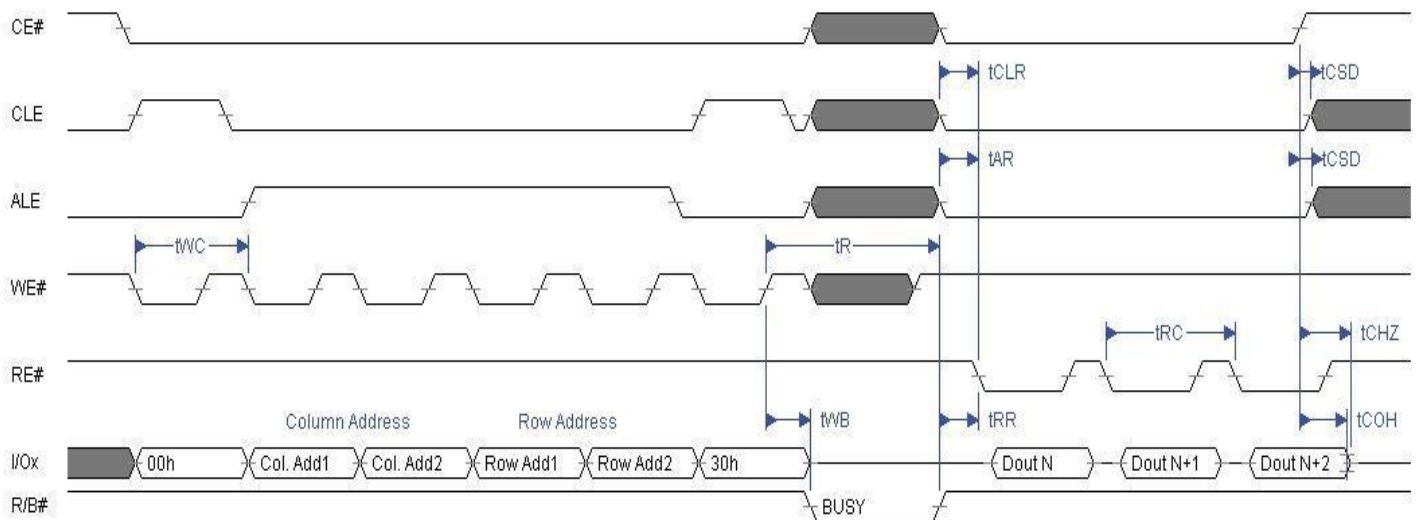 CE#
tCLR
tCSD
CLE
tAR
tCSD
ALE
tWC
tR
WE#
tRC
tCHZ
RE#
Column Address
Row Address
tWB
tRR
tCOH
I/Ox
00h
Col. Add1
Col. Add2
Row Add1
Row Add2
30h
Dout N
Dout N+1
Dout N+2
R/B#
BUSY